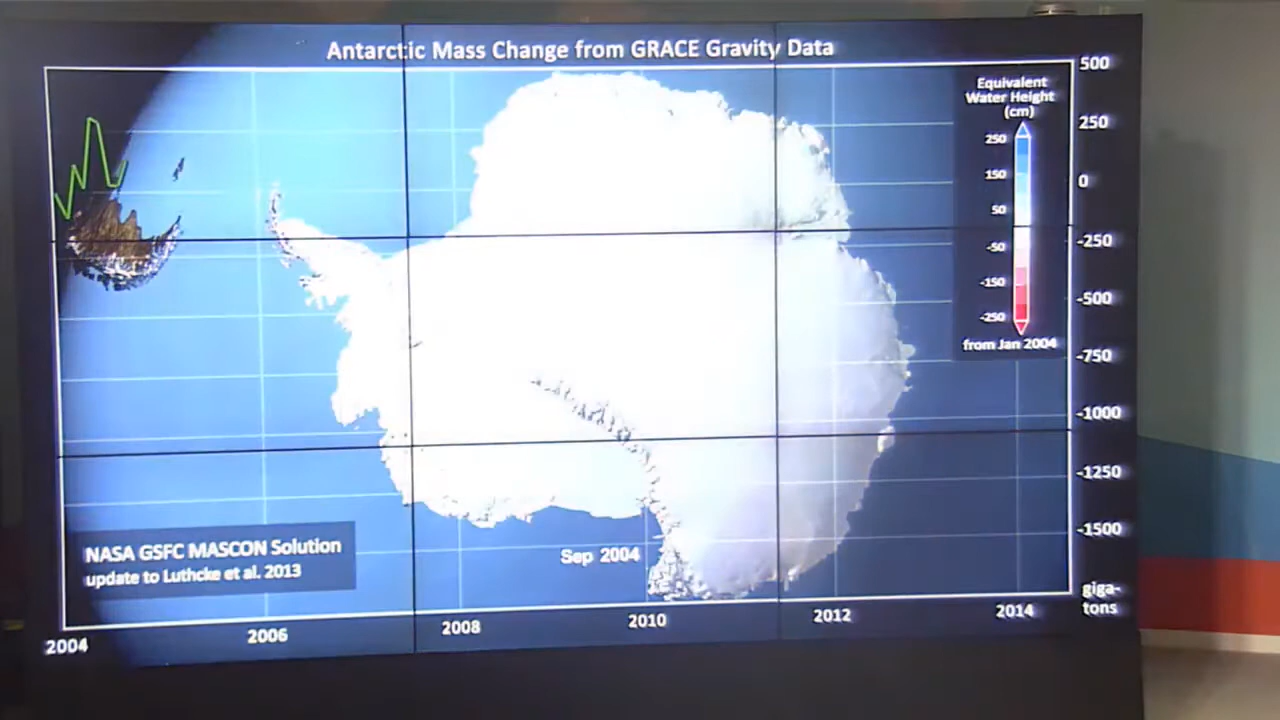 Antarctic Mass Change from GRACE Gravity Data
Equivalent
Water Height
(cm)
250
150
50
-50
-150
-250
from Jan 2004
500
250
0
-250
-500
-750
-1000
-1250
-1500
giga-
tons
NASA GSFC MASCON Solution
update to Luthcke et al. 2013
Sep 2004
2004
2006
2008
2010
2012
2014